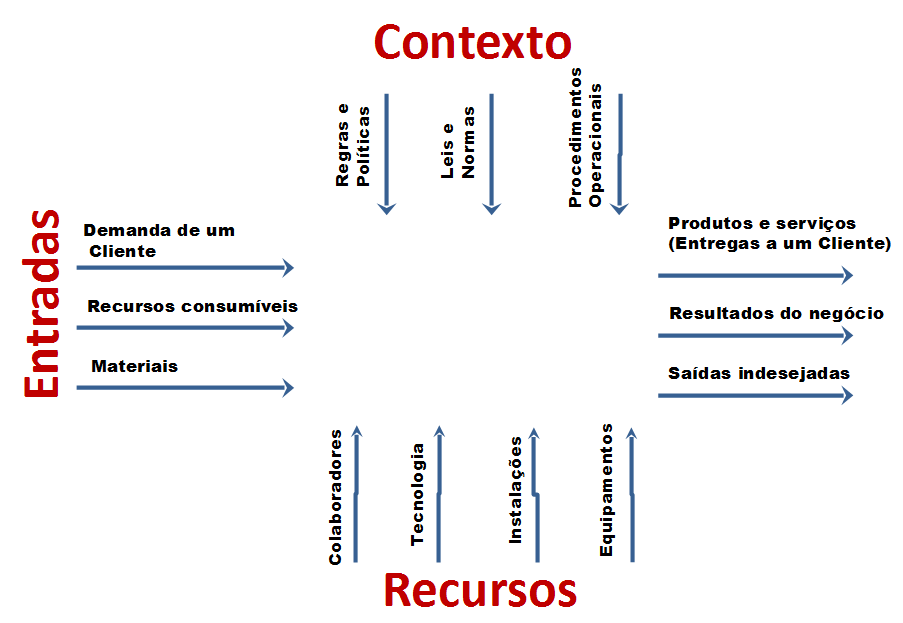 Contexto
Regras e
Políticas
Leis e
Normas
Procedimentos
Operacionais
Entradas
Demanda de um
Cliente
Recursos consumíveis
Materiais
Produtos e serviços
(Entregas a um Cliente)
Resultados do negócio
Saídas indesejadas
Colaboradores
Tecnologia
Instalações
Equipamentos
Recursos